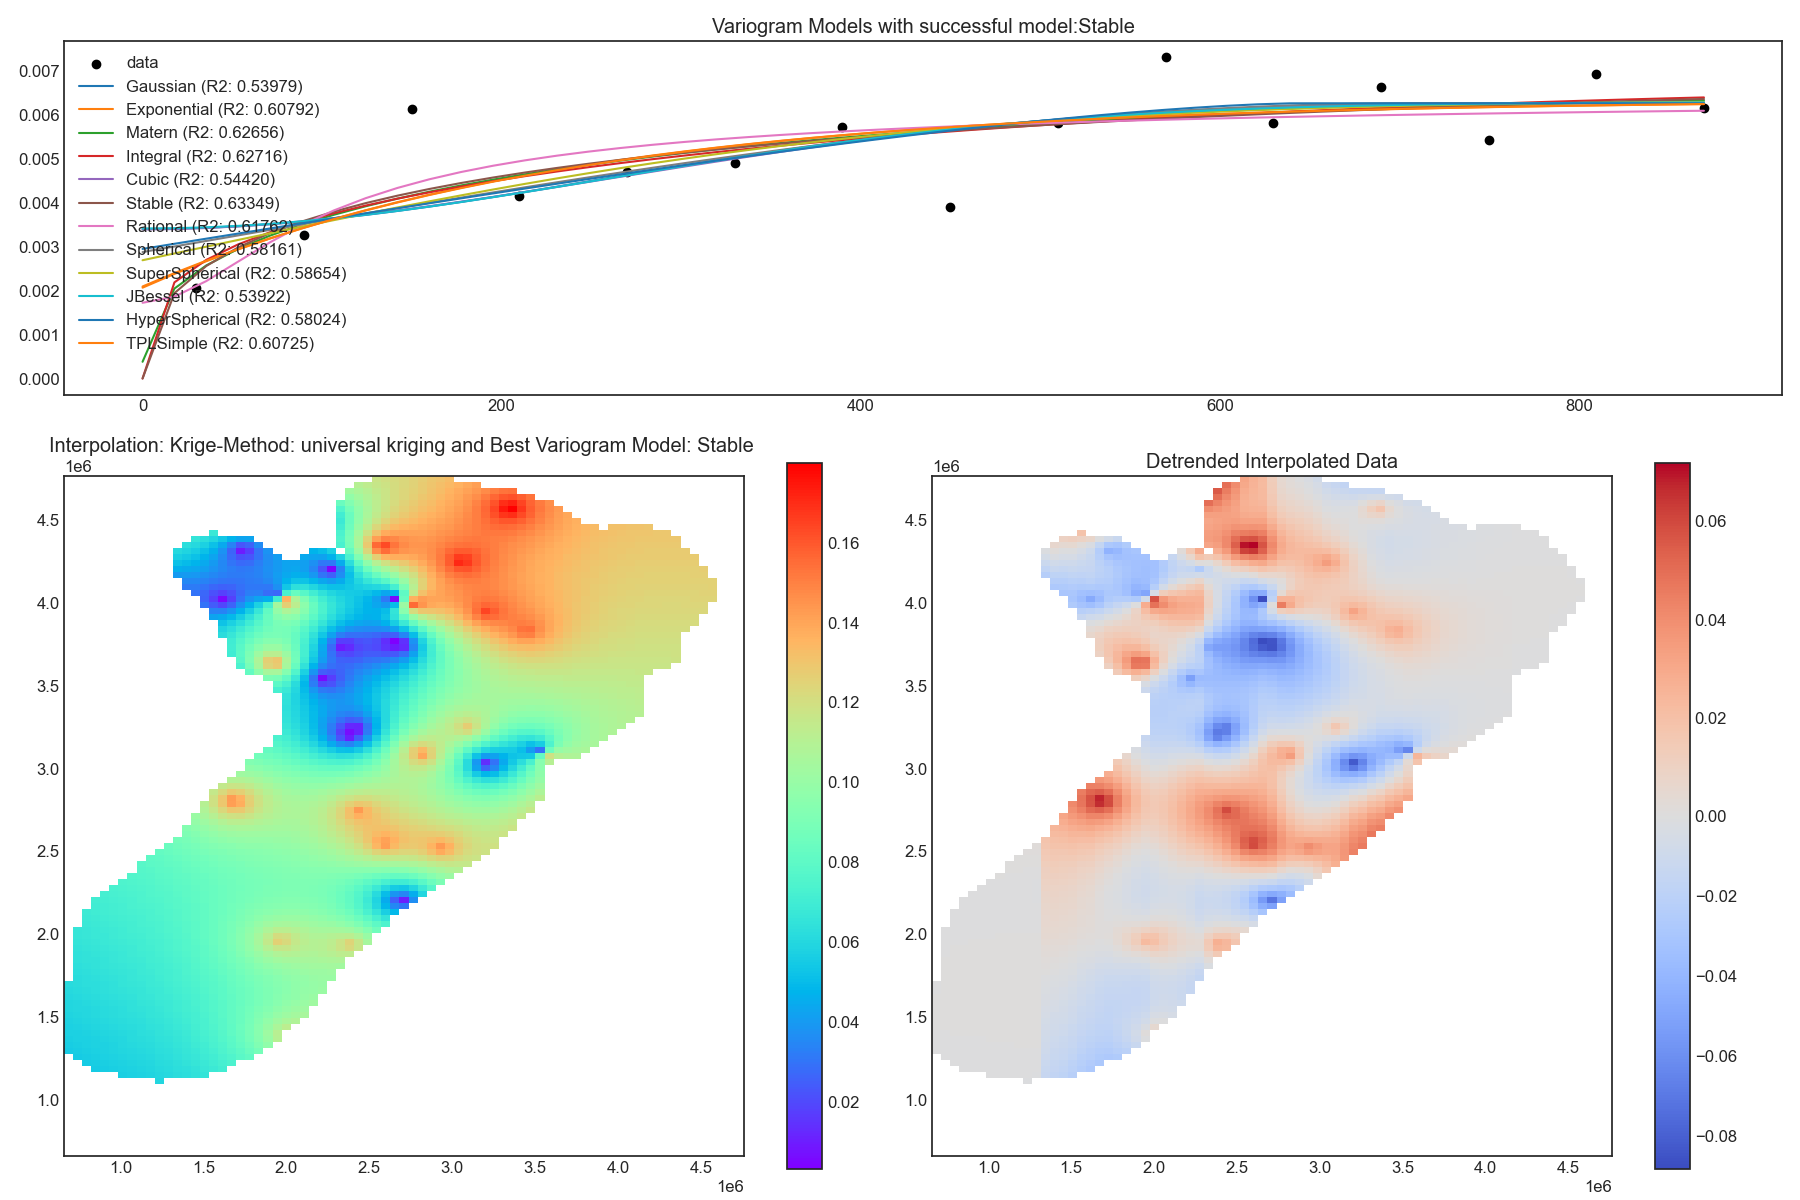 Variogram Models with successful model:Stable
0.007
0.006
0.005
0.004
0.003
0.002
0.001
0.000
data
Gaussian (R2: 0.53979)
Exponential (R2: 0.60792)
Matern (R2: 0.62656)
Integral (R2: 0.62716)
Cubic (R2: 0.54420)
Stable (R2: 0.63349)
Rational (R2: 0.61762)
Spherical (R2: 0.58161)
SuperSpherical (R2: 0.58654)
JBessel (R2: 0.53922)
HyperSpherical (R2: 0.58024)
TPLSimple (R2: 0.60725)
0 200 400 600 800
Interpolation: Krige-Method: universal kriging and Best Variogram Model: Stable
1e6
4.5
4.0
3.5
3.0
2.5
2.0
1.5
1.0
1.0 1.5 2.0 2.5 3.0 3.5 4.0 4.5
1e6
0.16
0.14
0.12
0.10
0.08
0.06
0.04
0.02
Detrended Interpolated Data
1e6
4.5
4.0
3.5
3.0
2.5
2.0
1.5
1.0
1.0 1.5 2.0 2.5 3.0 3.5 4.0 4.5
1e6
0.06
0.04
0.02
0.00
−0.02
−0.04
−0.06
−0.08